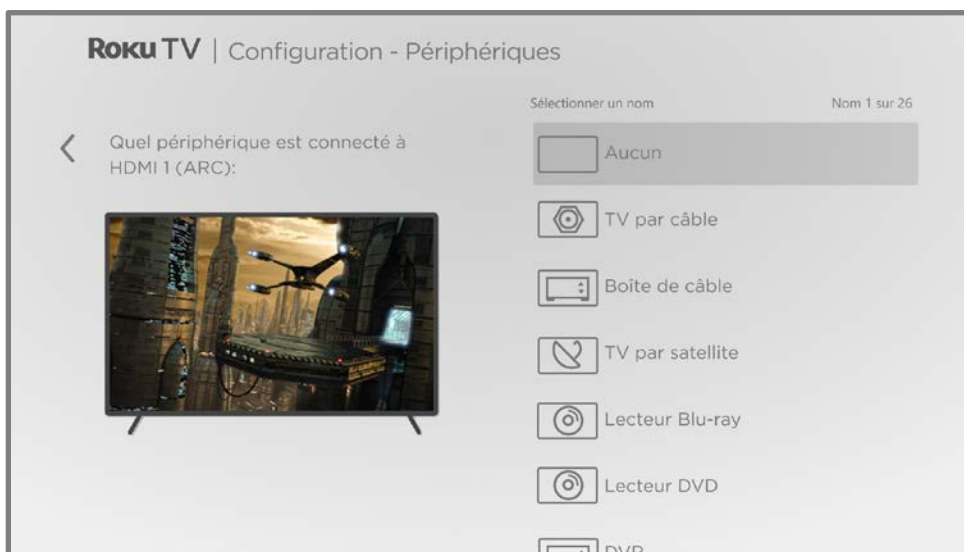 Roku TV | Configuration - Périphériques
Sélectionner un nom
Nom 1 sur 26
Quel périphérique est connecté à
HDMI 1 (ARC):
Aucun
TV par câble
Boîte de câble
TV par satellite
Lecteur Blu-ray
Lecteur DVD
DVR